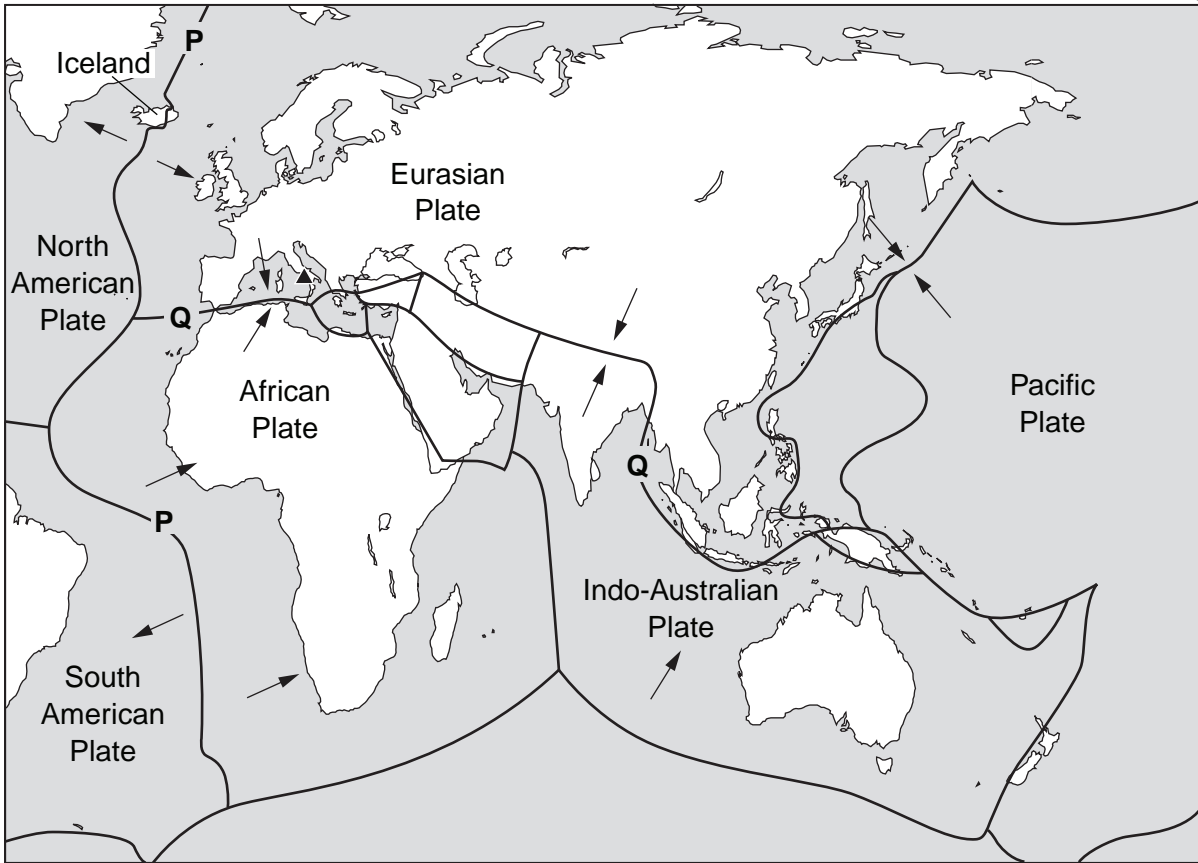 P
Iceland
Eurasian
Plate
North
American
Plate
Q
African
Plate
Pacific
Plate
Q
P
Indo-Australian
Plate
South
American
Plate